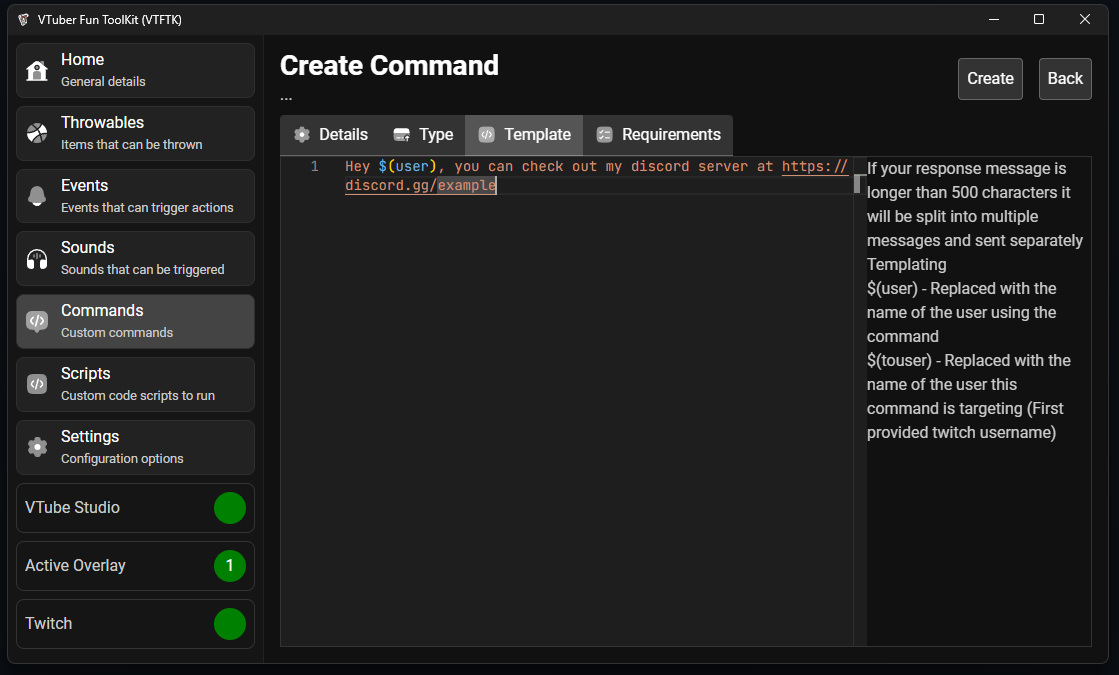 VTuber Fun ToolKit (VTFTK)
Home
General details
Throwables
Items that can be thrown
Events
Events that can trigger actions
Sounds
Sounds that can be triggered
Commands
Custom commands
Scripts
Custom code scripts to run
Settings
Configuration options
VTube Studio
Active Overlay
1
Twitch
Create Command
...
Create
Back
Details
Type
Template
Requirements
1
Hey $(user), you can check out my discord server at https://
discord.gg/example
If your response message is
longer than 500 characters it
will be split into multiple
messages and sent separately
Templating
$(user) - Replaced with the
name of the user using the
command
$(touser) - Replaced with the
name of the user this
command is targeting (First
provided twitch username)